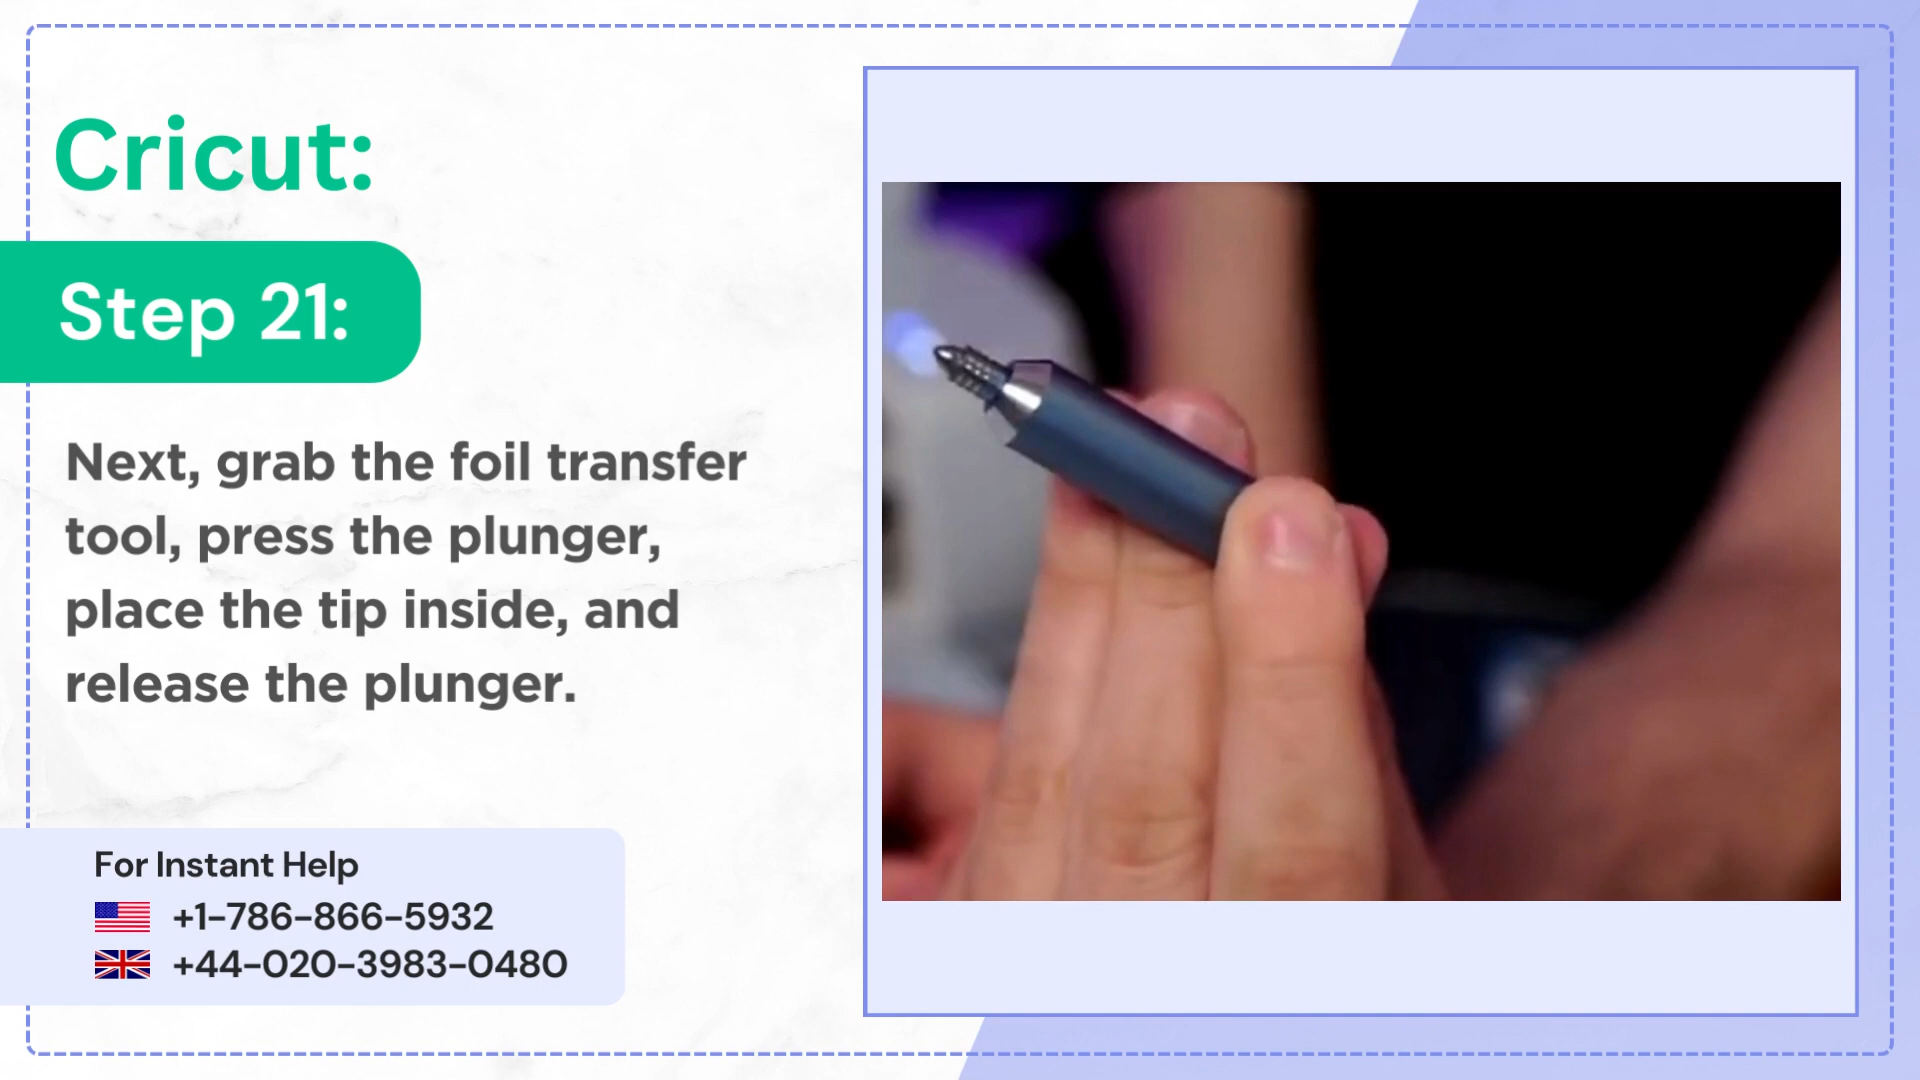 Cricut:
Step 21:
Next, grab the foil transfer
tool, press the plunger,
place the tip inside, and
release the plunger.
For Instant Help
+1-786-866-5932
+44-020-3983-0480